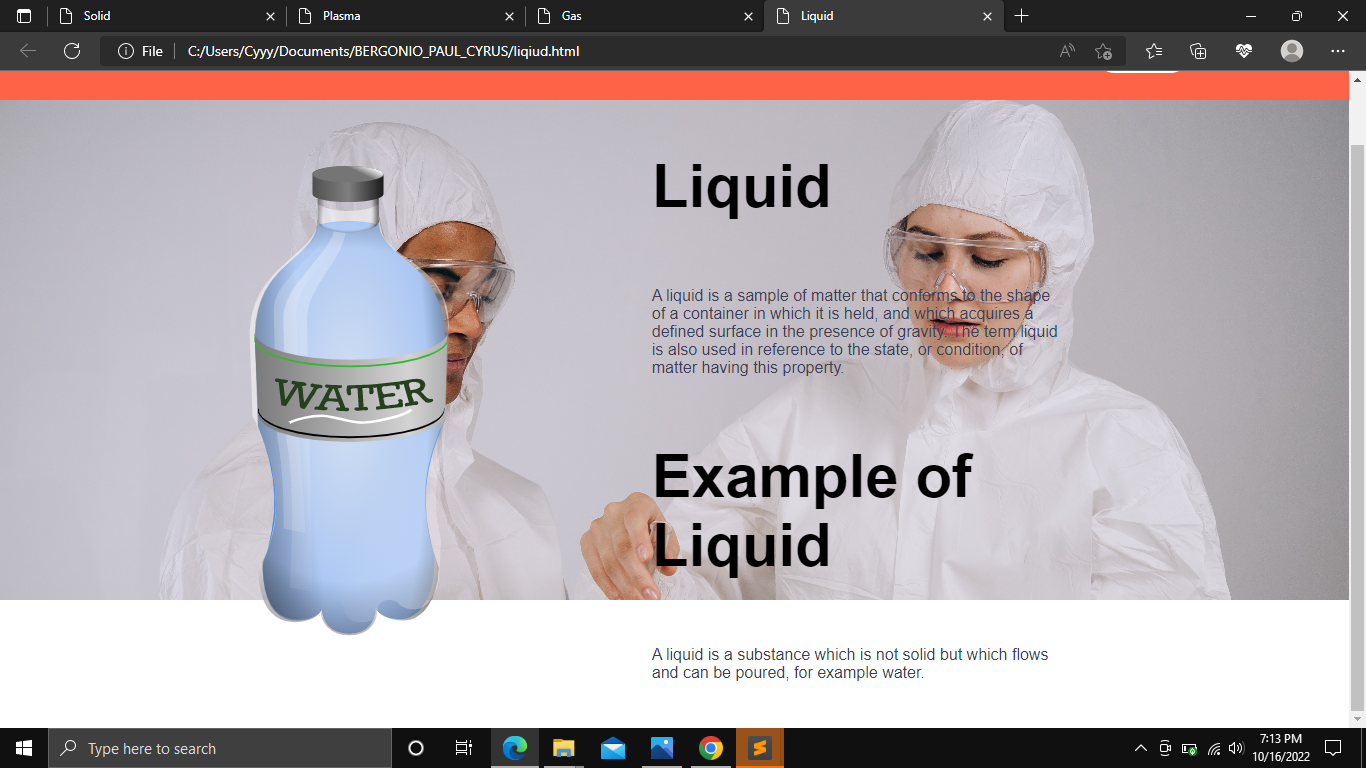 Solid
Plasma
Gas
Liquid
File
C:/Users/Cyyy/Documents/BERGONIO_PAUL_CYRUS/liqiud.html
Liquid
A liquid is a sample of matter that conforms to the shape
of a container in which it is held, and which acquires a
defined surface in the presence of gravity. The term liquid
is also used in reference to the state, or condition, of
matter having this property.
WATER
Example of
Liquid
A liquid is a substance which is not solid but which flows
and can be poured, for example water.
Type here to search
7:13 PM
10/16/2022